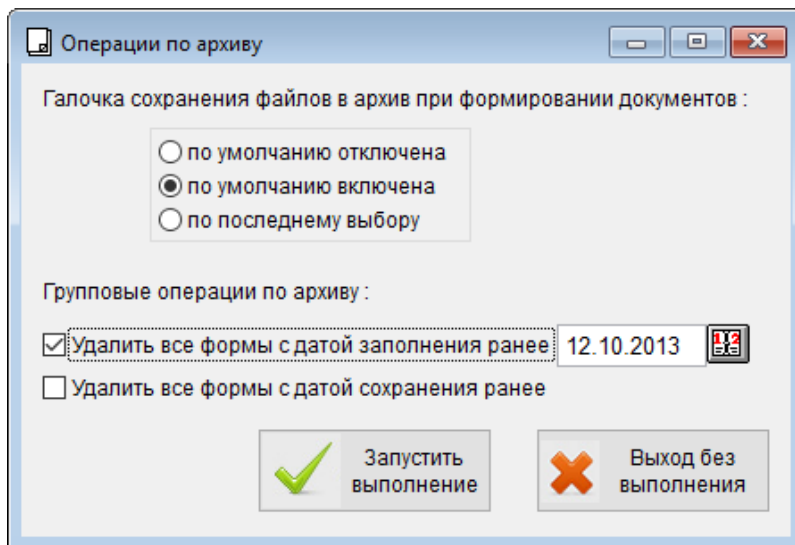 Операции по архиву
Галочка сохранения файлов в архив при формировании документов :
по умолчанию отключена
по умолчанию включена
по последнему выбору
Групповые операции по архиву :
Удалить все формы с датой заполнения ранее 12.10.2013
Удалить все формы с датой сохранения ранее
Запустить
выполнение
Выход без
выполнения